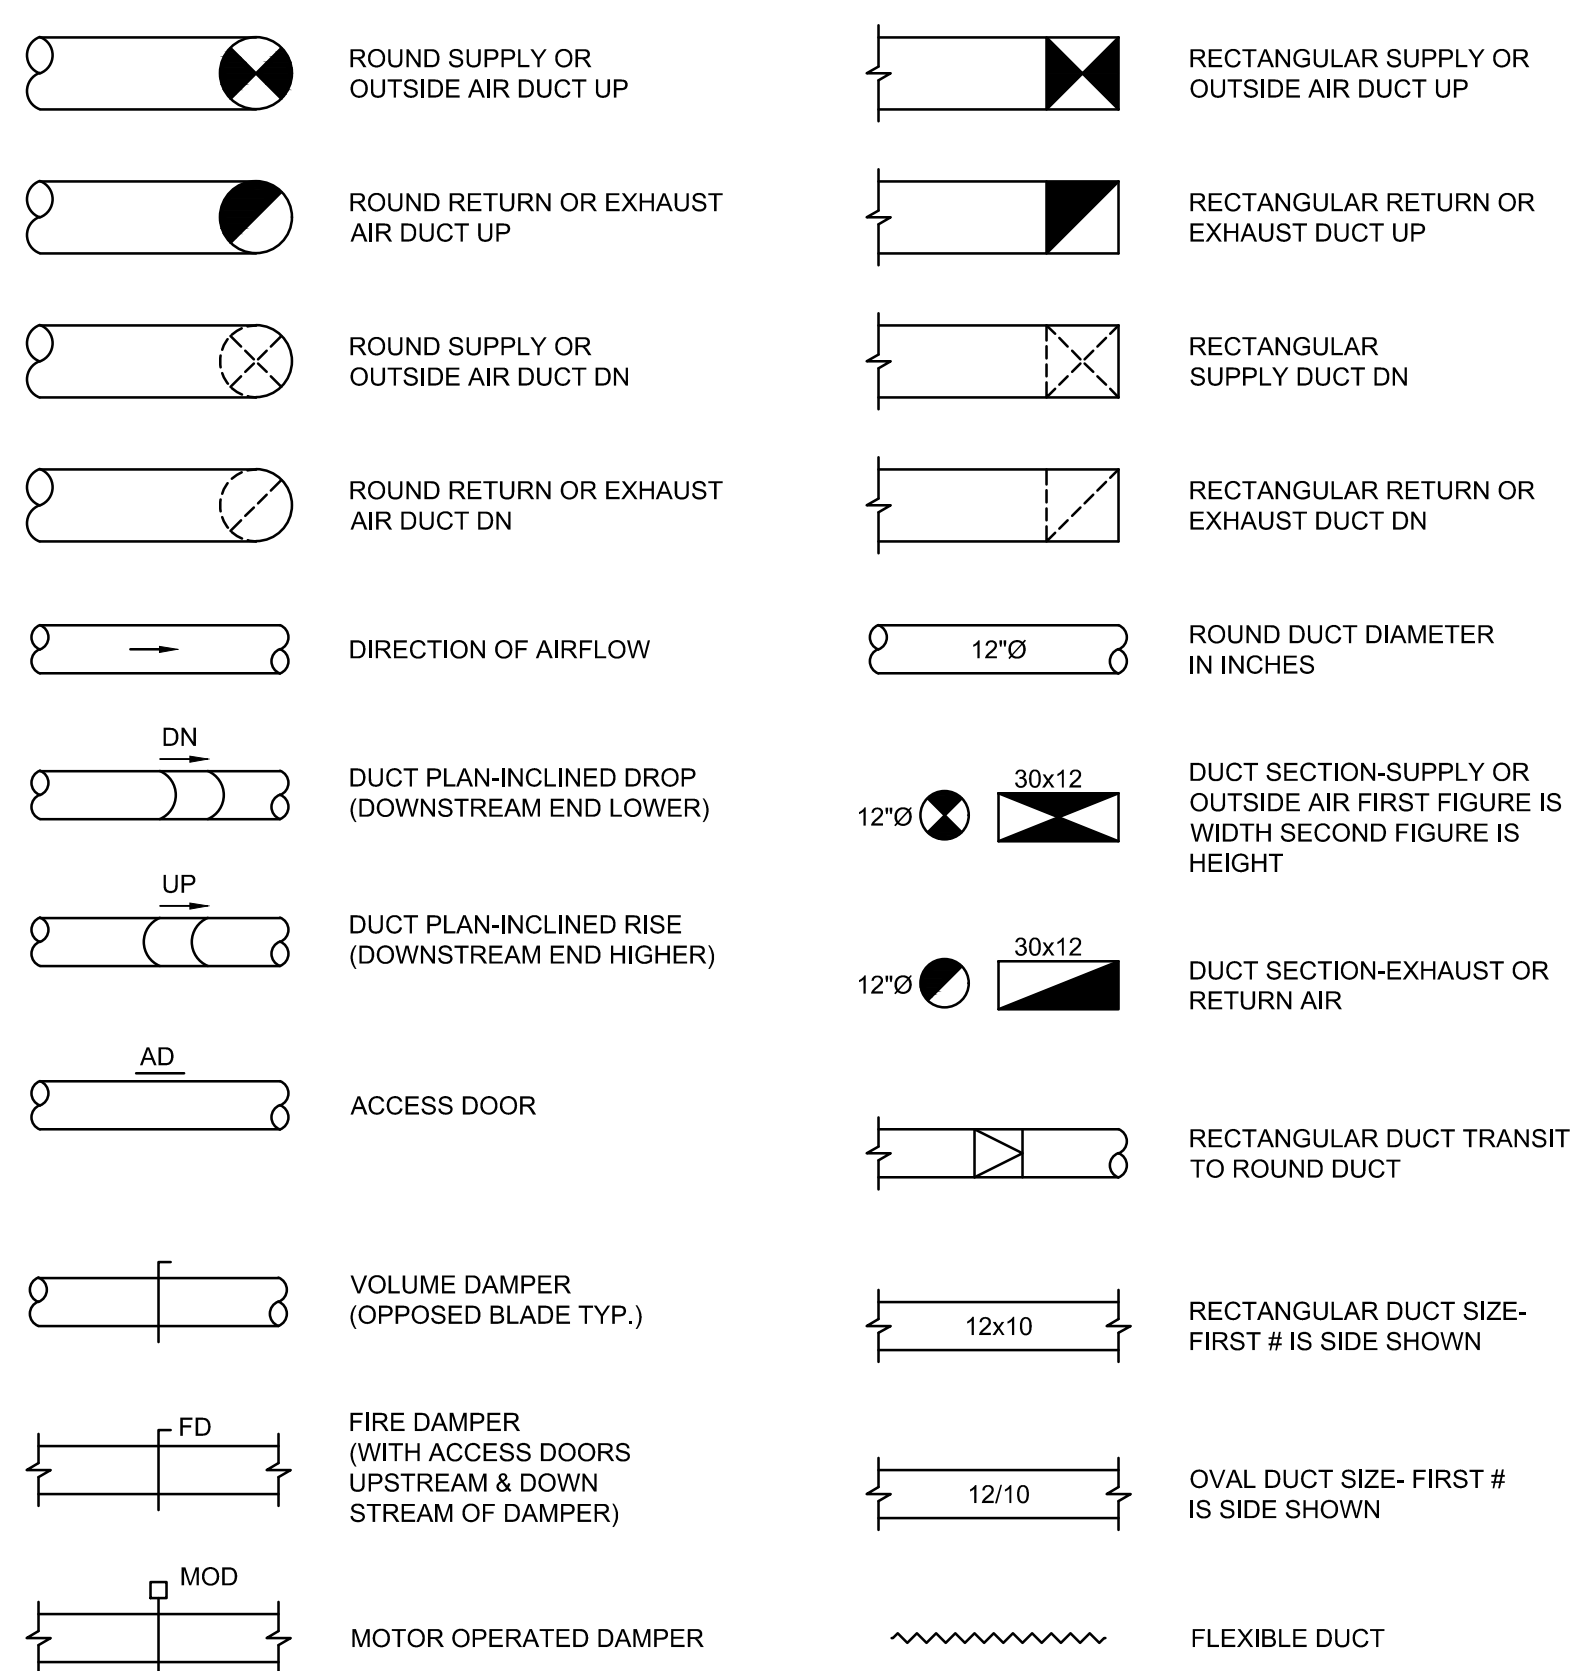 ROUND SUPPLY OR
OUTSIDE AIR DUCT UP
ROUND RETURN OR EXHAUST
AIR DUCT UP
ROUND SUPPLY OR
OUTSIDE AIR DUCT DN
ROUND RETURN OR EXHAUST
AIR DUCT DN
DIRECTION OF AIRFLOW
DN
DUCT PLAN-INCLINED DROP
(DOWNSTREAM END LOWER)
UP
DUCT PLAN-INCLINED RISE
(DOWNSTREAM END HIGHER)
AD
ACCESS DOOR
VOLUME DAMPER
(OPPOSED BLADE TYP.)
FD
FIRE DAMPER
(WITH ACCESS DOORS
UPSTREAM & DOWN
STREAM OF DAMPER)
MOD
MOTOR OPERATED DAMPER
RECTANGULAR SUPPLY OR
OUTSIDE AIR DUCT UP
RECTANGULAR RETURN OR
EXHAUST DUCT UP
RECTANGULAR
SUPPLY DUCT DN
RECTANGULAR RETURN OR
EXHAUST DUCT DN
12"Ø
ROUND DUCT DIAMETER
IN INCHES
12"Ø
30x12
DUCT SECTION-SUPPLY OR
OUTSIDE AIR FIRST FIGURE IS
WIDTH SECOND FIGURE IS
HEIGHT
12"Ø
30x12
DUCT SECTION-EXHAUST OR
RETURN AIR
RECTANGULAR DUCT TRANSIT
TO ROUND DUCT
12x10
RECTANGULAR DUCT SIZE-
FIRST # IS SIDE SHOWN
12/10
OVAL DUCT SIZE- FIRST #
IS SIDE SHOWN
FLEXIBLE DUCT